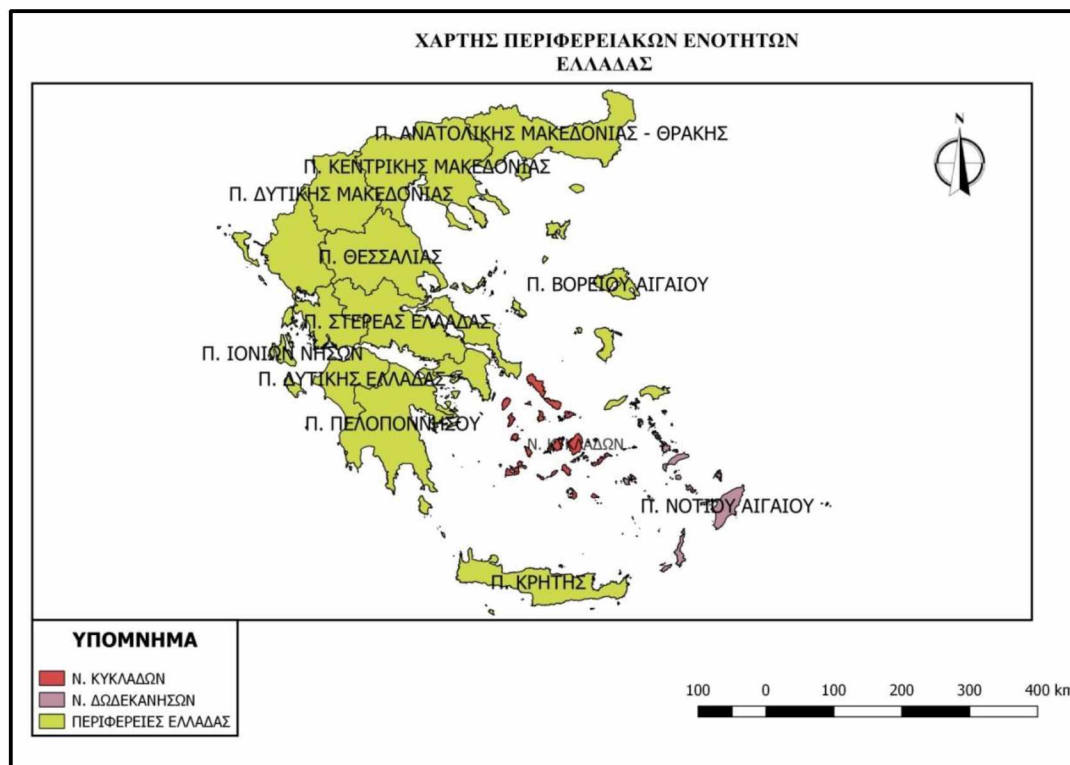 ΧΑΡΤΗΣ ΠΕΡΙΦΕΡΕΙΑΚΩΝ ΕΝΟΤΗΤΩΝ
ΕΛΛΑΔΑΣ
N
Π. ΑΝΑΤΟΛΙΚΗΣ ΜΑΚΕΔΟΝΙΑΣ - ΘΡΑΚΗΣ
Π. ΚΕΝΤΡΙΚΗΣ ΜΑΚΕΔΟΝΙΑΣ
Π. ΔΥΤΙΚΗΣ ΜΑΚΕΔΟΝΙΑΣ
Π. ΘΕΣΣΑΛΙΑΣ
Π. ΒΟΡΕΙΟΥ ΑΙΓΑΙΟΥ
Π. ΣΤΕΡΕΑΣ ΕΛΑΑΔΑΣ
Π. ΙΟΝΙΩΝ ΝΗΣΩΝ
Π. ΔΥΤΙΚΗΣ ΕΛΛΑΔΑΣ
Π. ΠΕΛΟΠΟΝΝΗΣΟΥ
Ν. ΚΥΚΛΑΔΩΝ
Π. ΝΟΤΙΟΥ ΑΙΓΑΙΟΥ
Π. ΚΡΗΤΗΣ
ΥΠΟΜΝΗΜΑ
Ν. ΚΥΚΛΑΔΩΝ
Ν. ΔΩΔΕΚΑΝΗΣΩΝ
ΠΕΡΙΦΕΡΕΙΕΣ ΕΛΛΑΔΑΣ
100 0 100 200 300 400 km